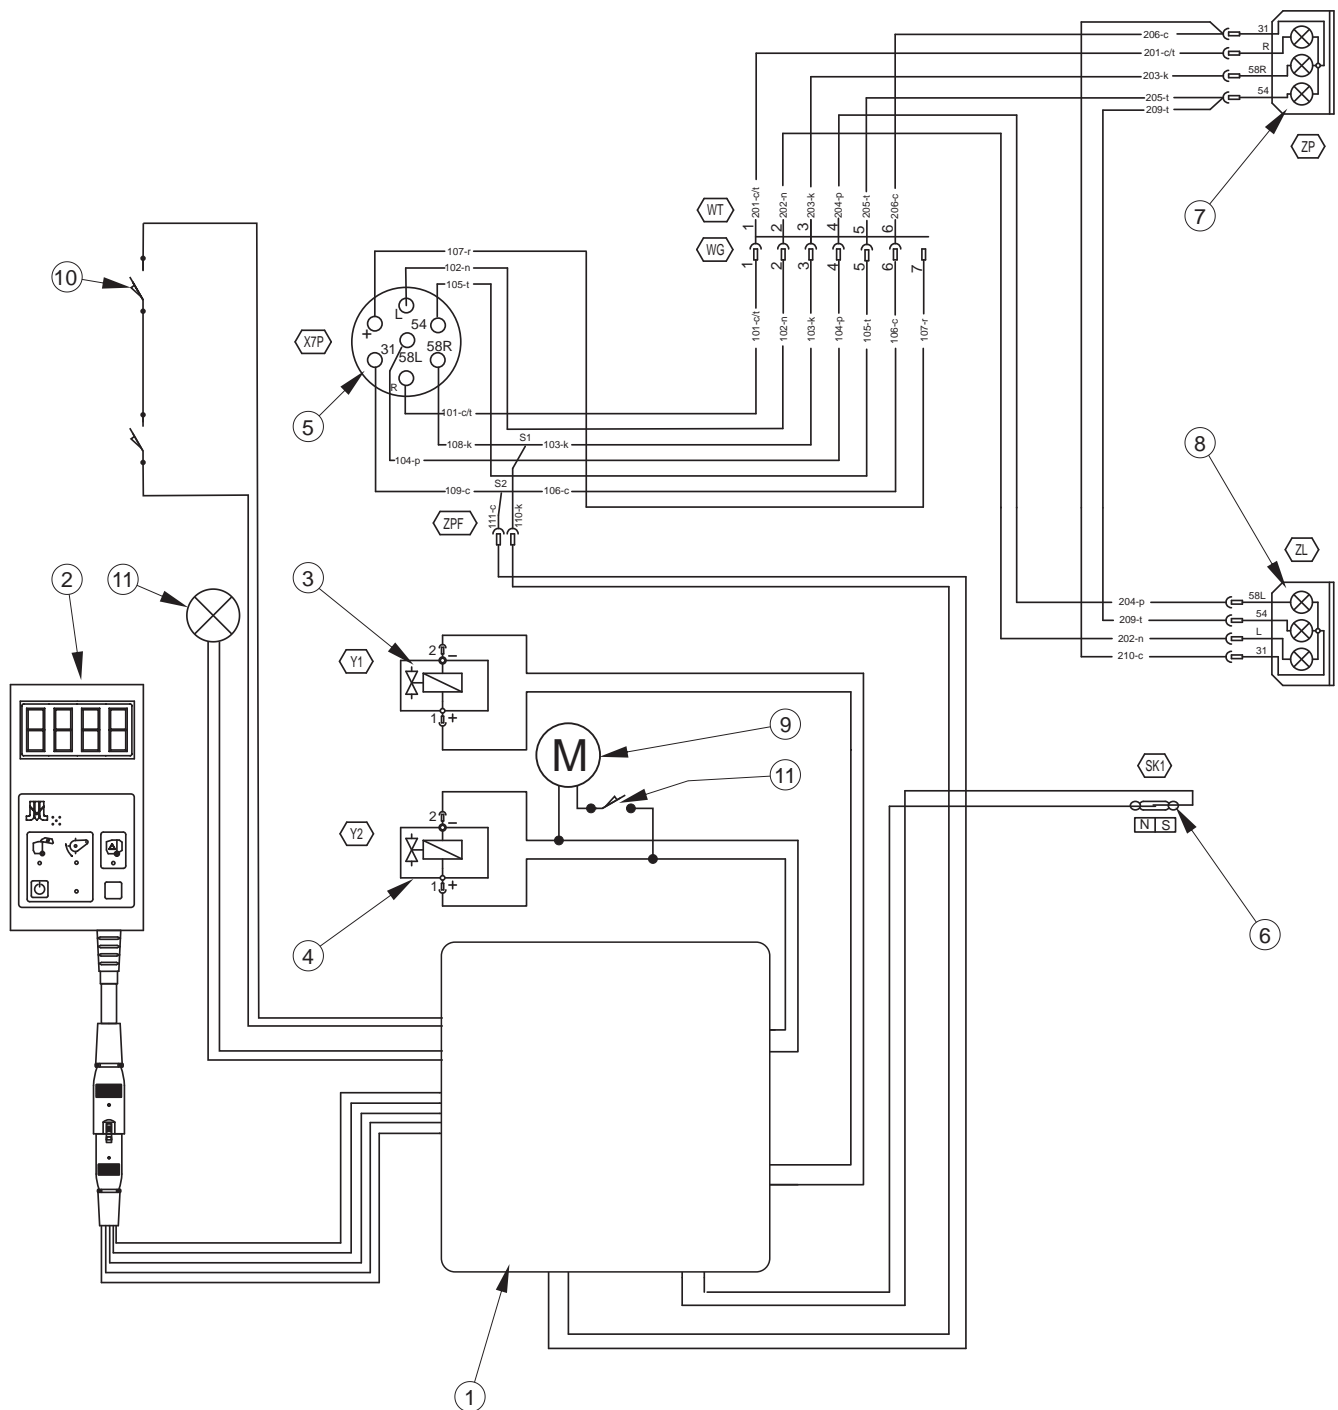 206-c
31
201-c/t
R
203-k
58R
205-t
54
209-t
ZP
7
WT
201-c/t
202-n
203-k
204-p
205-t
206-c
1
2
3
4
5
6
WG
1
2
3
4
5
6
7
101-c/t
102-n
103-k
104-p
105-t
106-c
107-r
10
107-r
102-n
105-t
X7P
L
+
54
31
58L
58R
R
5
101-c/t
108-k
S1
103-k
104-p
109-c
S2
106-c
ZPF
111-c
110-k
8
ZL
204-p
58L
209-t
54
202-n
L
210-c
31
2
11
3
Y1
2
−
1
+
9
M
11
SK1
N S
6
Y2
2
−
1
+
4
8888
1